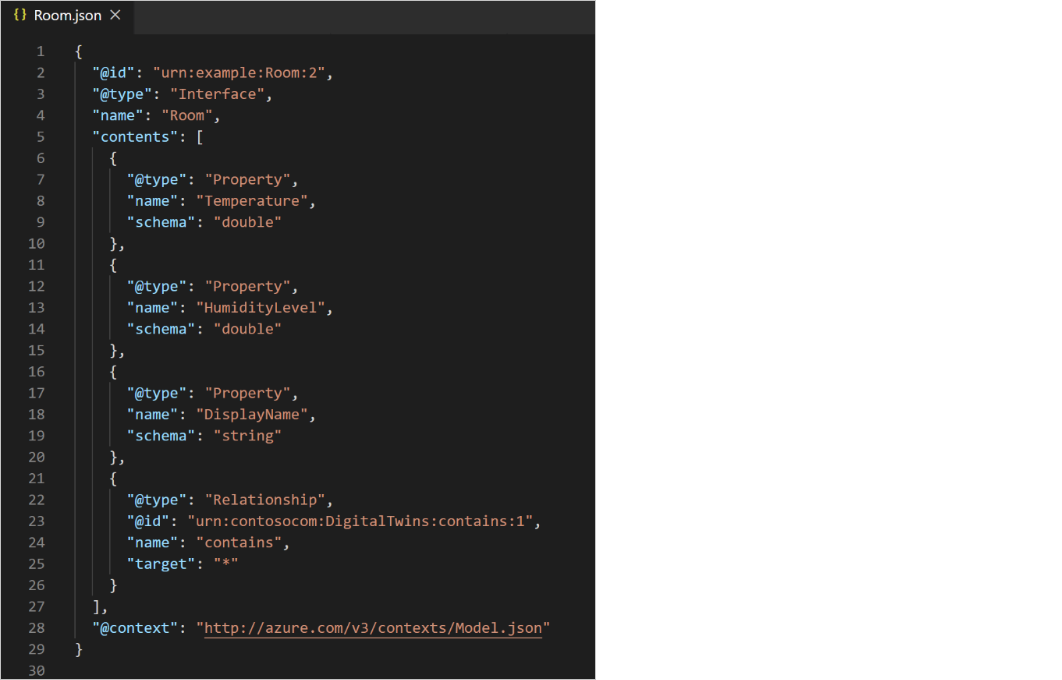 {} Room.json ×
1 {
2 "@id": "urn:example:Room:2",
3 "@type": "Interface",
4 "name": "Room",
5 "contents": [
6 {
7 "@type": "Property",
8 "name": "Temperature",
9 "schema": "double"
10 },
11 {
12 "@type": "Property",
13 "name": "HumidityLevel",
14 "schema": "double"
15 },
16 {
17 "@type": "Property",
18 "name": "DisplayName",
19 "schema": "string"
20 },
21 {
22 "@type": "Relationship",
23 "@id": "urn:contosocom:DigitalTwins:contains:1",
24 "name": "contains",
25 "target": "*"
26 }
27 ],
28 "@context": "http://azure.com/v3/contexts/Model.json"
29 }
30